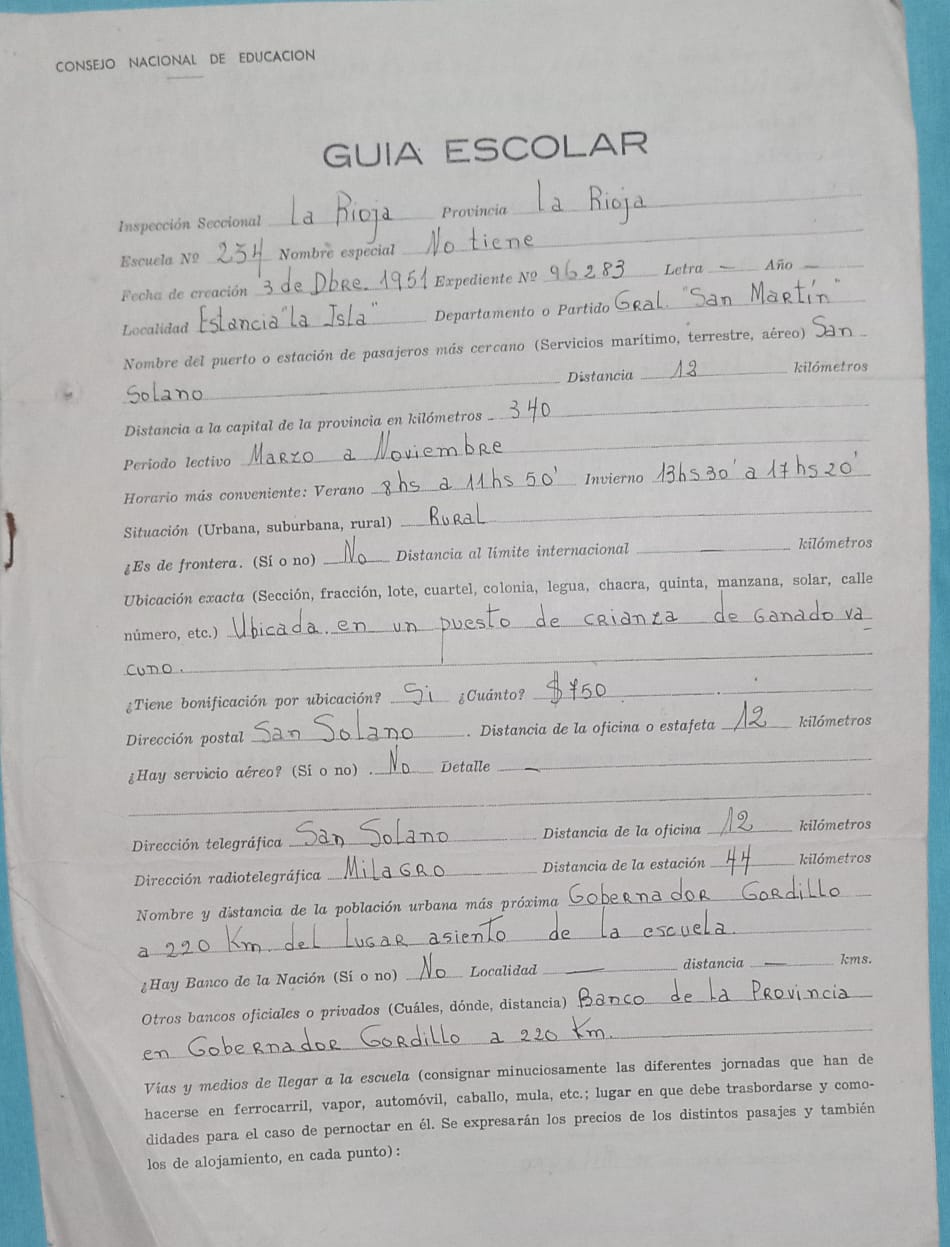 CONSEJO NACIONAL DE EDUCACION
GUIA ESCOLAR
Inspección Seccional La Rioja Provincia La Rioja
Escuela Nº 234 Nombre especial No tiene
Fecha de creación 3 de Dbre. 1951 Expediente Nº 96283 Letra — Año —
Localidad Estancia "la Isla" Departamento o Partido GRal. "San MaRtín"
Nombre del puerto o estación de pasajeros más cercano (Servicios marítimo, terrestre, aéreo) San
Solano Distancia 12 kilómetros
Distancia a la capital de la provincia en kilómetros 340
Período lectivo MaRzo a NoviembRe
Horario más conveniente: Verano 8hs a 11hs 50' Invierno 13hs30' a 17hs20'
Situación (Urbana, suburbana, rural) RuRaL
¿Es de frontera. (Sí o no) No Distancia al límite internacional — kilómetros
Ubicación exacta (Sección, fracción, lote, cuartel, colonia, legua, chacra, quinta, manzana, solar, calle
número, etc.) Ubicada. en un puesto de cRianza de Ganado va
cuno.
¿Tiene bonificación por ubicación? Si ¿Cuánto? $ 750
Dirección postal San Solano . Distancia de la oficina o estafeta 12 kilómetros
¿Hay servicio aéreo? (Sí o no) . No Detalle —
Dirección telegráfica San Solano Distancia de la oficina 12 kilómetros
Dirección radiotelegráfica MiLaGRO Distancia de la estación 44 kilómetros
Nombre y distancia de la población urbana más próxima GobeRnadoR GoRdiLLo
a 220 Km. del LuGaR asiento de la escuela.
¿Hay Banco de la Nación (Sí o no) No Localidad — distancia — kms.
Otros bancos oficiales o privados (Cuáles, dónde, distancia) Banco de la PRovincia
en GobeRnadoR GoRdiLLo a 220 Km.
Vías y medios de llegar a la escuela (consignar minuciosamente las diferentes jornadas que han de
hacerse en ferrocarril, vapor, automóvil, caballo, mula, etc.; lugar en que debe trasbordarse y como-
didades para el caso de pernoctar en él. Se expresarán los precios de los distintos pasajes y también
los de alojamiento, en cada punto):